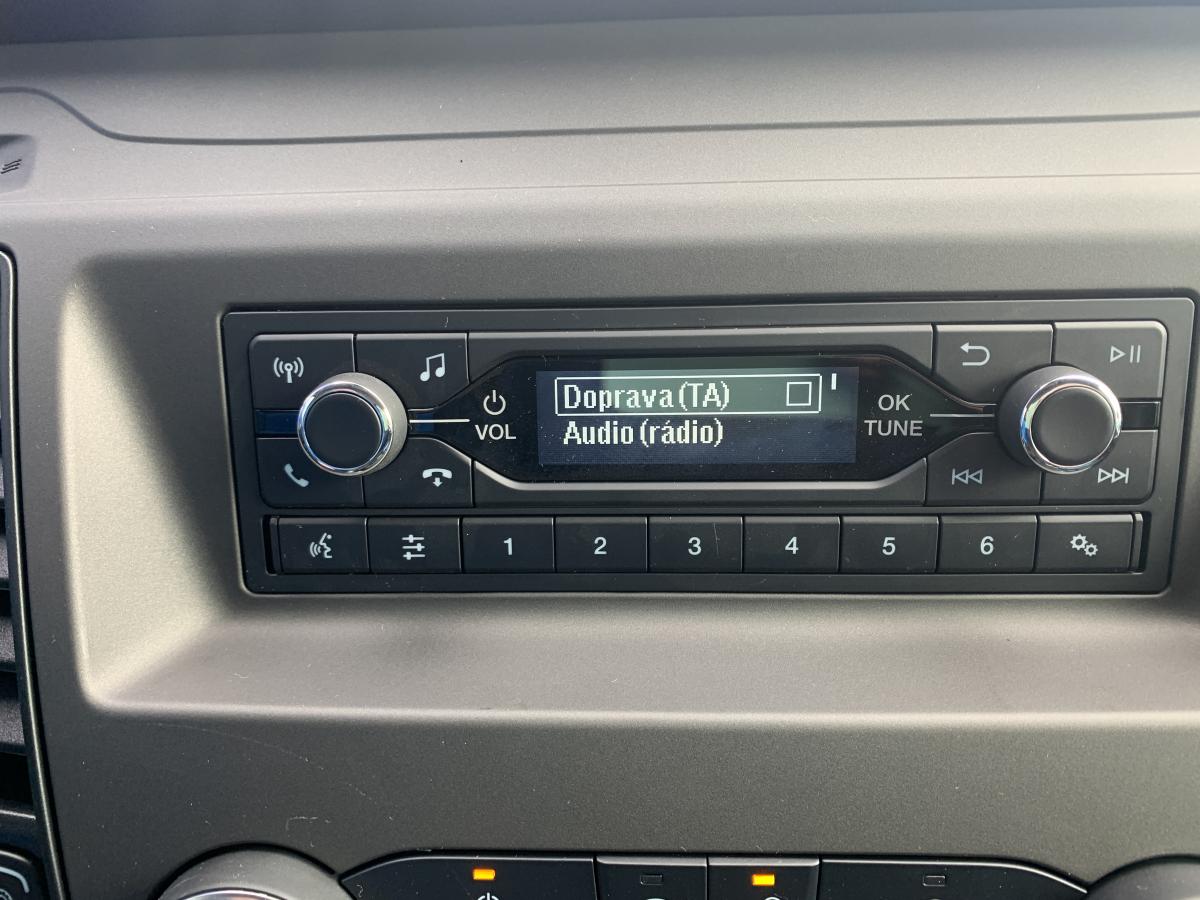 VOL
Doprava (TA)
Audio (rádio)
OK
TUNE
1 2 3 4 5 6